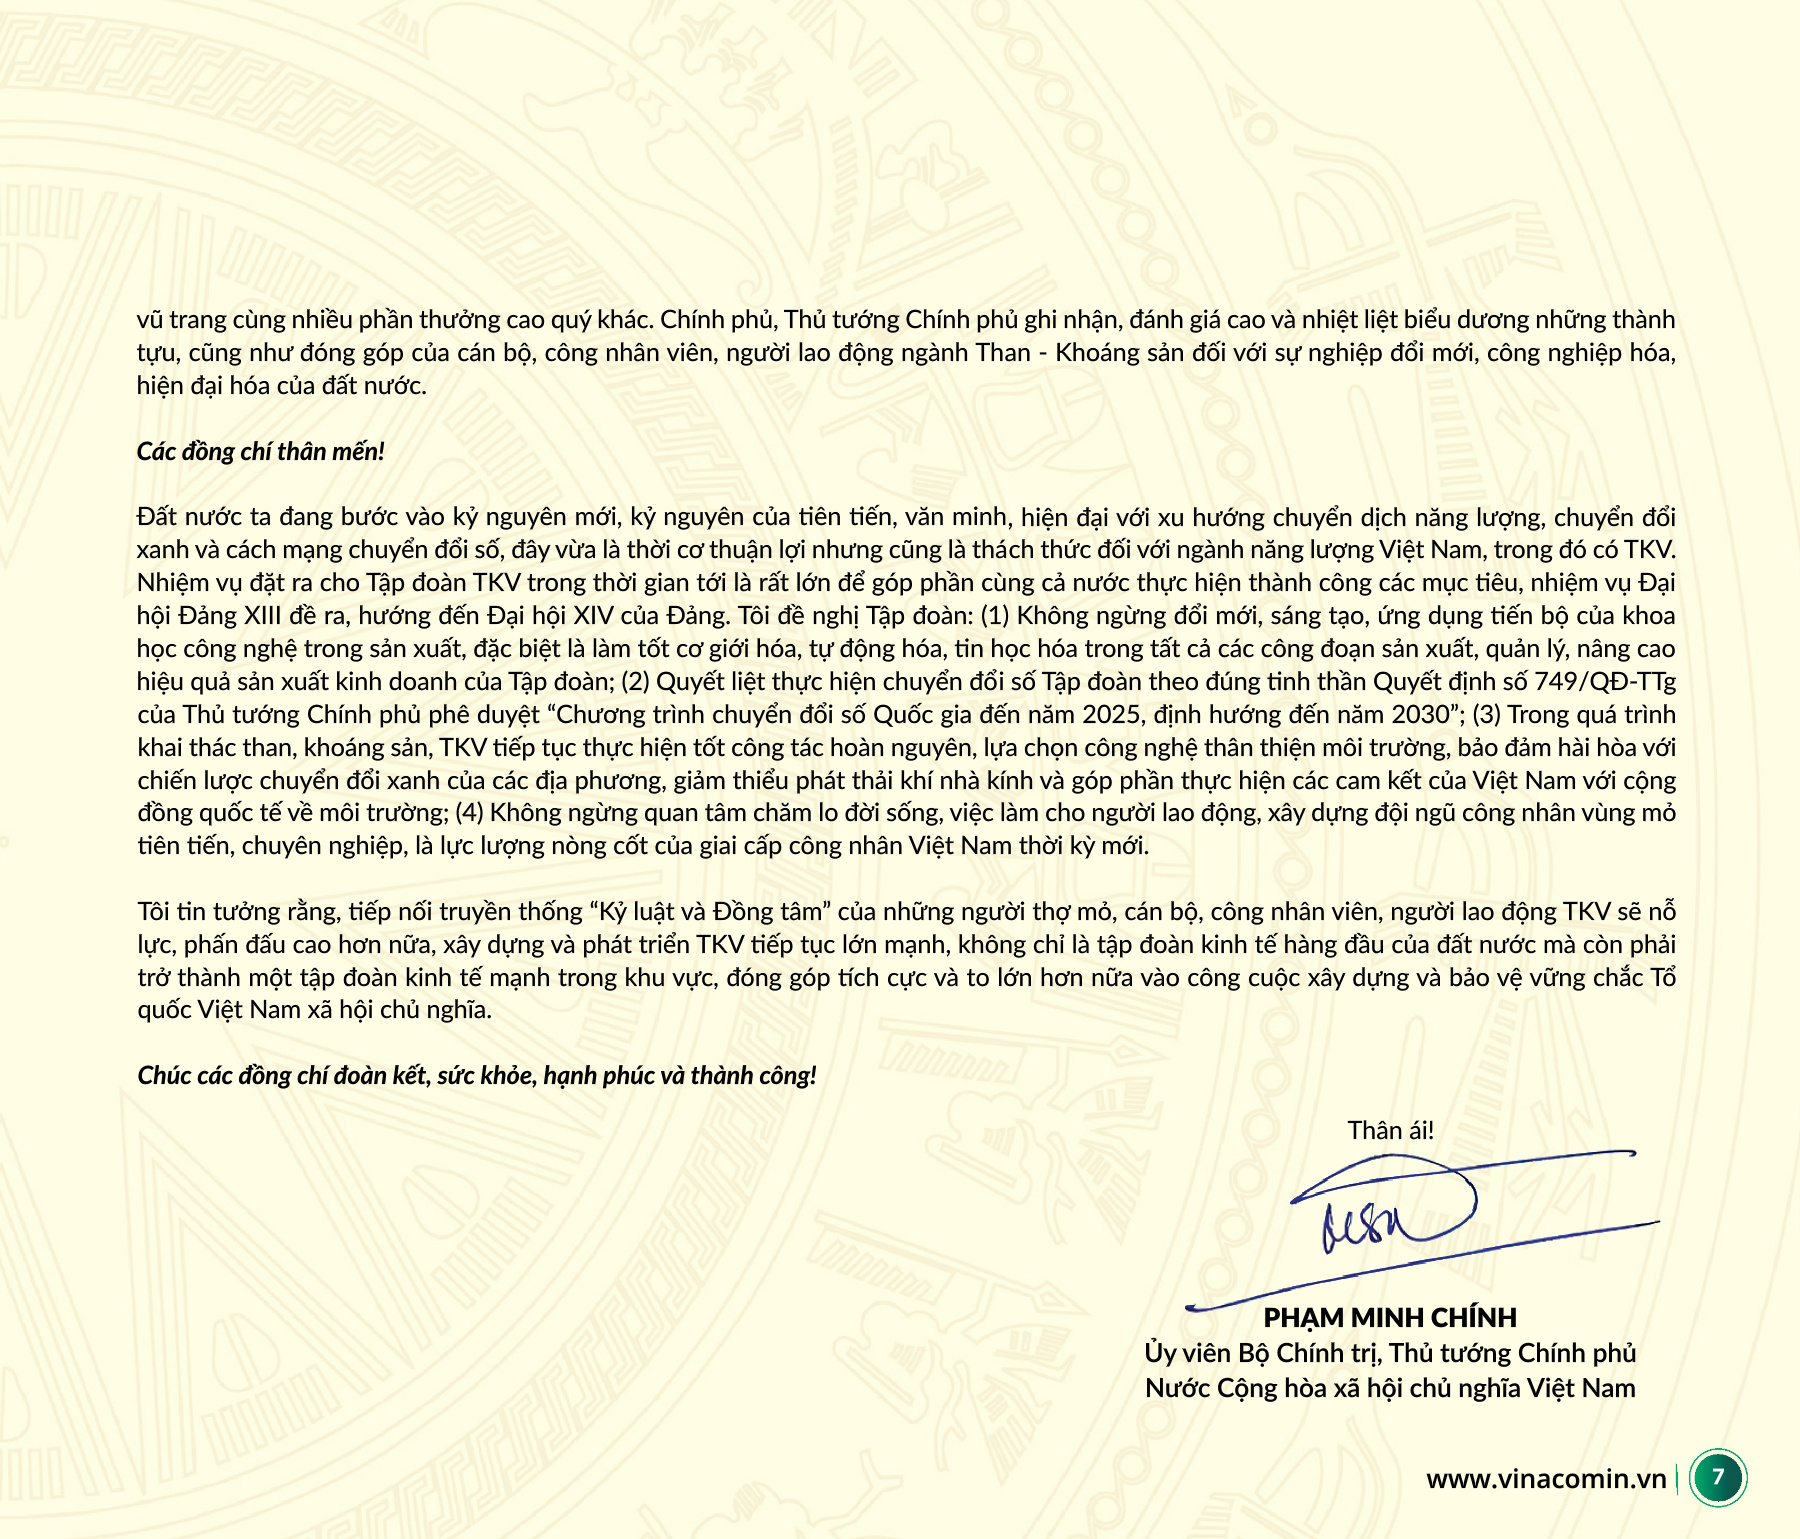 vũ trang cùng nhiều phần thưởng cao quý khác. Chính phủ, Thủ tướng Chính phủ ghi nhận, đánh giá cao và nhiệt liệt biểu dương những thành
tựu, cũng như đóng góp của cán bộ, công nhân viên, người lao động ngành Than - Khoáng sản đối với sự nghiệp đổi mới, công nghiệp hóa,
hiện đại hóa của đất nước.
Các đồng chí thân mến!
Đất nước ta đang bước vào kỷ nguyên mới, kỷ nguyên của tiên tiến, văn minh, hiện đại với xu hướng chuyển dịch năng lượng, chuyển đổi
xanh và cách mạng chuyển đổi số, đây vừa là thời cơ thuận lợi nhưng cũng là thách thức đối với ngành năng lượng Việt Nam, trong đó có TKV.
Nhiệm vụ đặt ra cho Tập đoàn TKV trong thời gian tới là rất lớn để góp phần cùng cả nước thực hiện thành công các mục tiêu, nhiệm vụ Đại
hội Đảng XIII đề ra, hướng đến Đại hội XIV của Đảng. Tôi đề nghị Tập đoàn: (1) Không ngừng đổi mới, sáng tạo, ứng dụng tiến bộ của khoa
học công nghệ trong sản xuất, đặc biệt là làm tốt cơ giới hóa, tự động hóa, tin học hóa trong tất cả các công đoạn sản xuất, quản lý, nâng cao
hiệu quả sản xuất kinh doanh của Tập đoàn; (2) Quyết liệt thực hiện chuyển đổi số Tập đoàn theo đúng tinh thần Quyết định số 749/QĐ-TTg
của Thủ tướng Chính phủ phê duyệt “Chương trình chuyển đổi số Quốc gia đến năm 2025, định hướng đến năm 2030”; (3) Trong quá trình
khai thác than, khoáng sản, TKV tiếp tục thực hiện tốt công tác hoàn nguyên, lựa chọn công nghệ thân thiện môi trường, bảo đảm hài hòa với
chiến lược chuyển đổi xanh của các địa phương, giảm thiểu phát thải khí nhà kính và góp phần thực hiện các cam kết của Việt Nam với cộng
đồng quốc tế về môi trường; (4) Không ngừng quan tâm chăm lo đời sống, việc làm cho người lao động, xây dựng đội ngũ công nhân vùng mỏ
tiên tiến, chuyên nghiệp, là lực lượng nòng cốt của giai cấp công nhân Việt Nam thời kỳ mới.
Tôi tin tưởng rằng, tiếp nối truyền thống “Kỷ luật và Đồng tâm” của những người thợ mỏ, cán bộ, công nhân viên, người lao động TKV sẽ nỗ
lực, phấn đấu cao hơn nữa, xây dựng và phát triển TKV tiếp tục lớn mạnh, không chỉ là tập đoàn kinh tế hàng đầu của đất nước mà còn phải
trở thành một tập đoàn kinh tế mạnh trong khu vực, đóng góp tích cực và to lớn hơn nữa vào công cuộc xây dựng và bảo vệ vững chắc Tổ
quốc Việt Nam xã hội chủ nghĩa.
Chúc các đồng chí đoàn kết, sức khỏe, hạnh phúc và thành công!
Thân ái!
PHẠM MINH CHÍNH
Ủy viên Bộ Chính trị, Thủ tướng Chính phủ
Nước Cộng hòa xã hội chủ nghĩa Việt Nam
www.vinacomin.vn 7